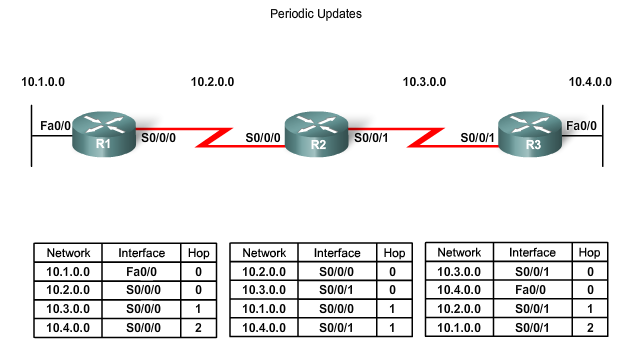 Periodic Updates
10.1.0.0 10.2.0.0 10.3.0.0 10.4.0.0
Fa0/0 R1 S0/0/0 S0/0/0 R2 S0/0/1 S0/0/1 R3 Fa0/0
Network Interface Hop
10.1.0.0 Fa0/0 0
10.2.0.0 S0/0/0 0
10.3.0.0 S0/0/0 1
10.4.0.0 S0/0/0 2
Network Interface Hop
10.2.0.0 S0/0/0 0
10.3.0.0 S0/0/1 0
10.1.0.0 S0/0/0 1
10.4.0.0 S0/0/1 1
Network Interface Hop
10.3.0.0 S0/0/1 0
10.4.0.0 Fa0/0 0
10.2.0.0 S0/0/1 1
10.1.0.0 S0/0/1 2